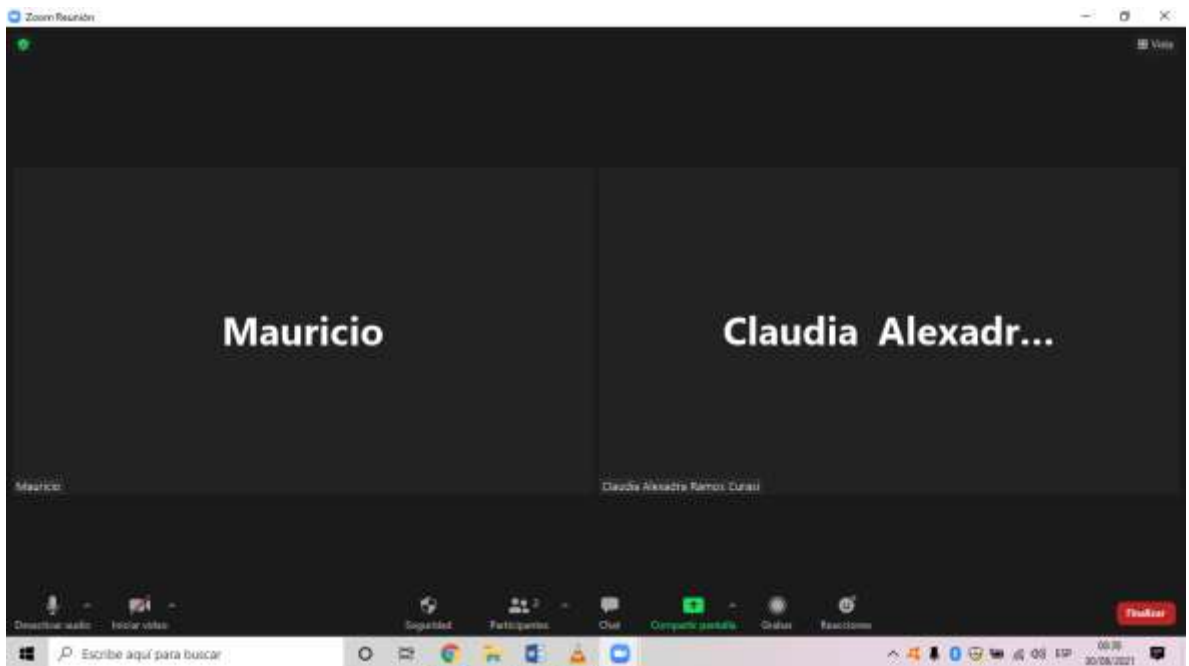 Zoom Reunión
Vista
Mauricio
Claudia Alexadr...
Mauricio
Claudia Alexadra Ramos Curasi
Desactivar audio
Iniciar video
Seguridad
Participantes
2
Chat
Compartir pantalla
Grabar
Reacciones
Finalizar
Escribe aquí para buscar
ESP
30/08/2021